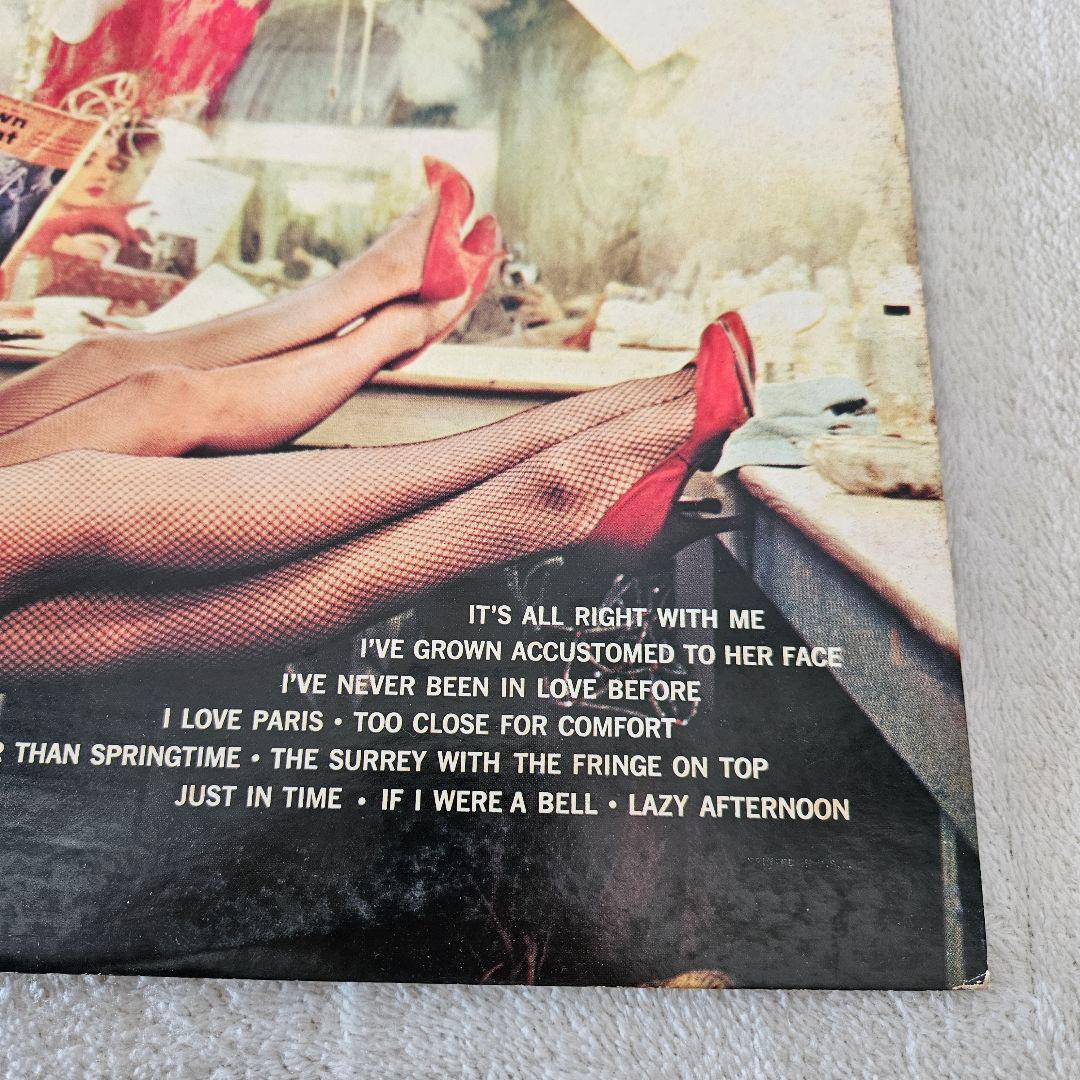 wn
IT'S ALL RIGHT WITH ME
I'VE GROWN ACCUSTOMED TO HER FACE
I'VE NEVER BEEN IN LOVE BEFORE
I LOVE PARIS • TOO CLOSE FOR COMFORT
R THAN SPRINGTIME • THE SURREY WITH THE FRINGE ON TOP
JUST IN TIME • IF I WERE A BELL • LAZY AFTERNOON